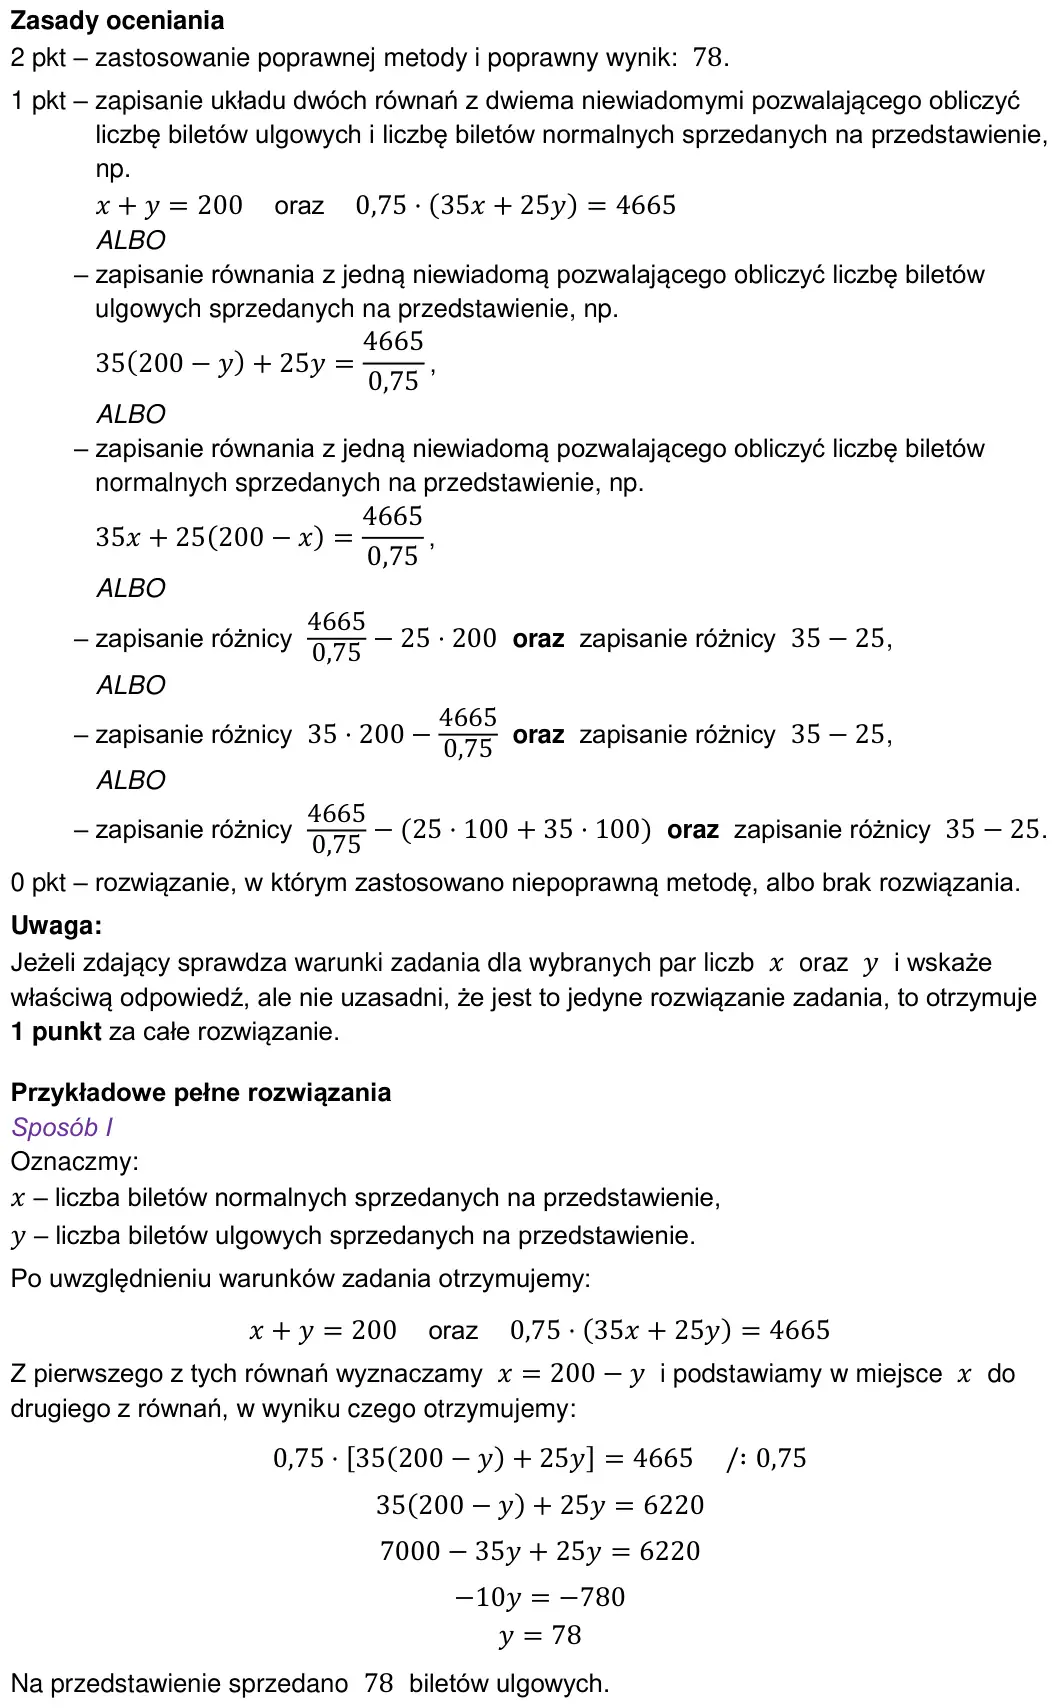 Zasady oceniania
2 pkt – zastosowanie poprawnej metody i poprawny wynik: 78.
1 pkt – zapisanie układu dwóch równań z dwiema niewiadomymi pozwalającego obliczyć
liczbę biletów ulgowych i liczbę biletów normalnych sprzedanych na przedstawienie,
np.
x + y = 200 oraz 0,75 · (35x + 25y) = 4665
ALBO
– zapisanie równania z jedną niewiadomą pozwalającego obliczyć liczbę biletów
ulgowych sprzedanych na przedstawienie, np.
35(200 − y) + 25y = 4665/0,75,
ALBO
– zapisanie równania z jedną niewiadomą pozwalającego obliczyć liczbę biletów
normalnych sprzedanych na przedstawienie, np.
35x + 25(200 − x) = 4665/0,75,
ALBO
– zapisanie różnicy 4665/0,75 − 25 · 200 oraz zapisanie różnicy 35 − 25,
ALBO
– zapisanie różnicy 35 · 200 − 4665/0,75 oraz zapisanie różnicy 35 − 25,
ALBO
– zapisanie różnicy 4665/0,75 − (25 · 100 + 35 · 100) oraz zapisanie różnicy 35 − 25.
0 pkt – rozwiązanie, w którym zastosowano niepoprawną metodę, albo brak rozwiązania.
Uwaga:
Jeżeli zdający sprawdza warunki zadania dla wybranych par liczb x oraz y i wskaże
właściwą odpowiedź, ale nie uzasadni, że jest to jedyne rozwiązanie zadania, to otrzymuje
1 punkt za całe rozwiązanie.
Przykładowe pełne rozwiązania
Sposób I
Oznaczmy:
x – liczba biletów normalnych sprzedanych na przedstawienie,
y – liczba biletów ulgowych sprzedanych na przedstawienie.
Po uwzględnieniu warunków zadania otrzymujemy:
x + y = 200 oraz 0,75 · (35x + 25y) = 4665
Z pierwszego z tych równań wyznaczamy x = 200 − y i podstawiamy w miejsce x do
drugiego z równań, w wyniku czego otrzymujemy:
0,75 · [35(200 − y) + 25y] = 4665 /: 0,75
35(200 − y) + 25y = 6220
7000 − 35y + 25y = 6220
−10y = −780
y = 78
Na przedstawienie sprzedano 78 biletów ulgowych.